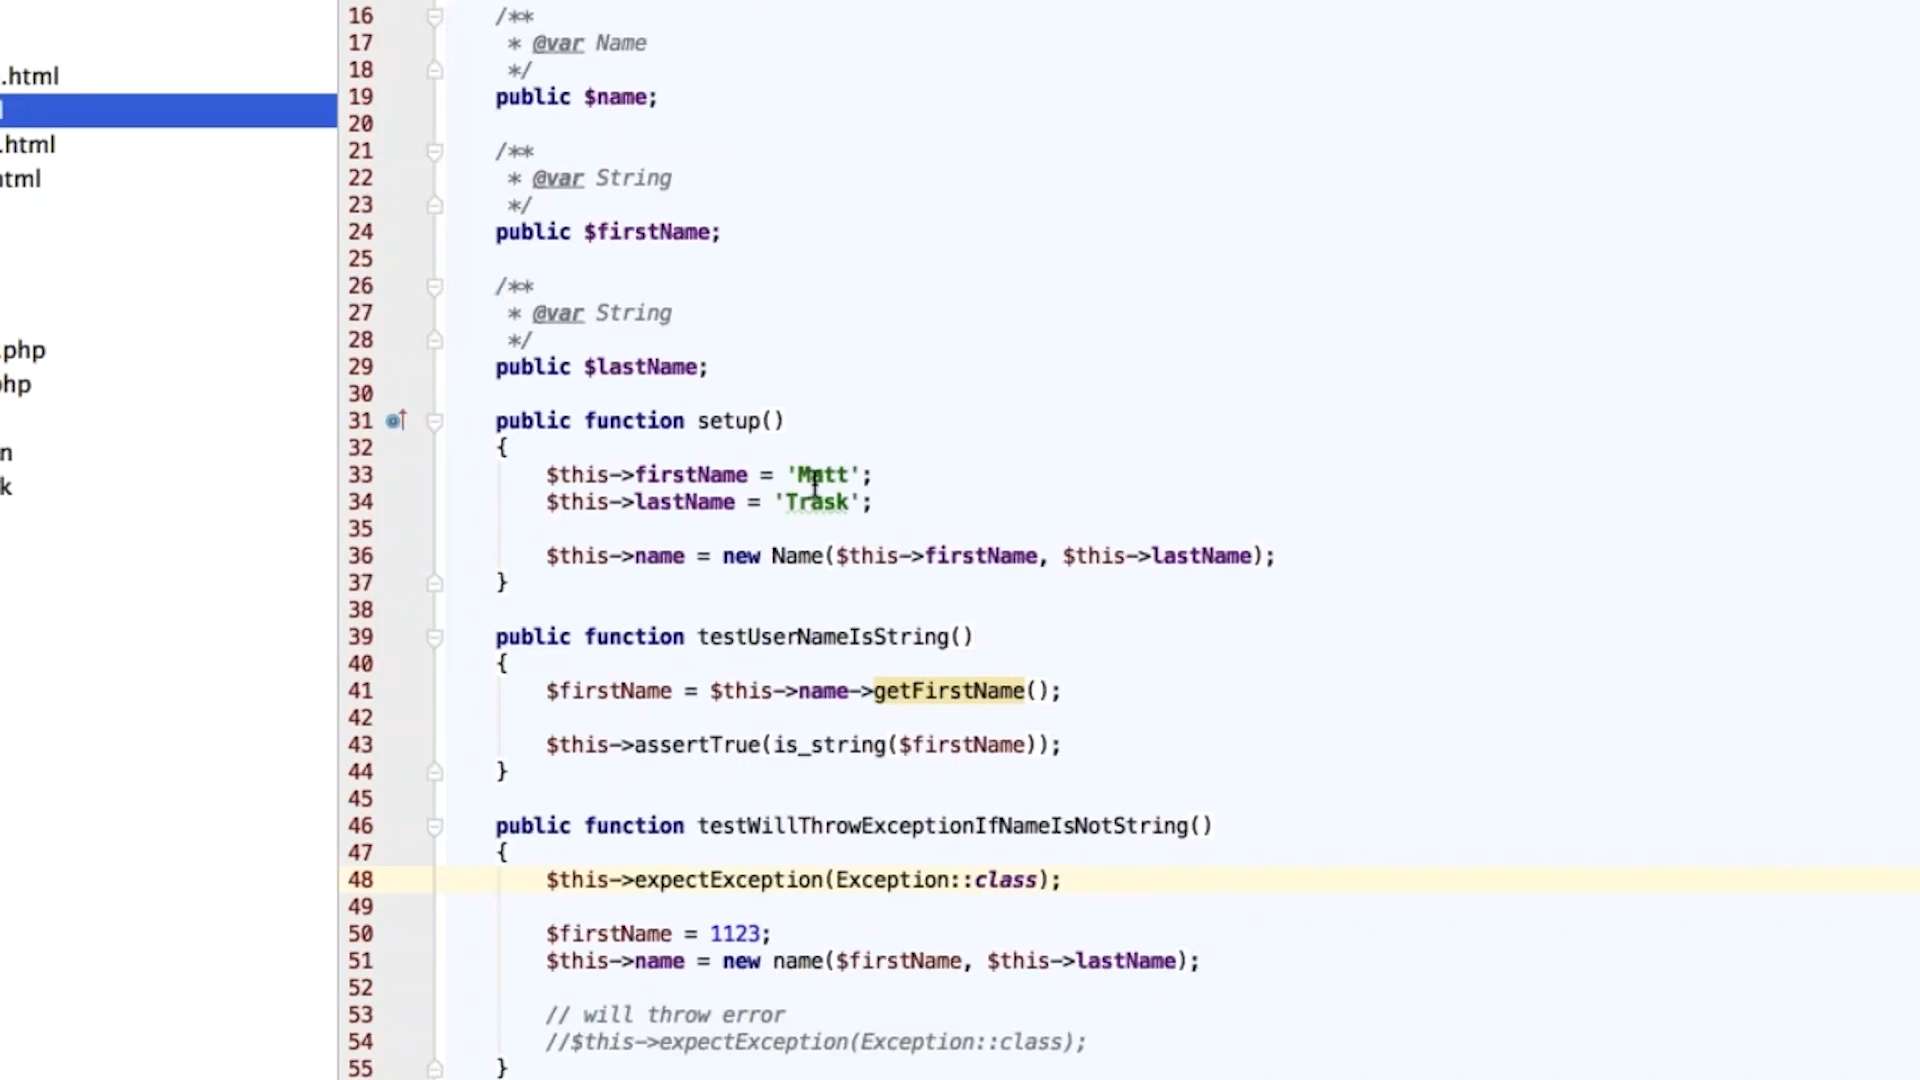 .html
.html
html
.php
php
n
k
16 /**
17 * @var Name
18 */
19 public $name;
20
21 /**
22 * @var String
23 */
24 public $firstName;
25
26 /**
27 * @var String
28 */
29 public $lastName;
30
31 public function setup()
32 {
33 $this->firstName = 'Matt';
34 $this->lastName = 'Trask';
35
36 $this->name = new Name($this->firstName, $this->lastName);
37 }
38
39 public function testUserNameIsString()
40 {
41 $firstName = $this->name->getFirstName();
42
43 $this->assertTrue(is_string($firstName));
44 }
45
46 public function testWillThrowExceptionIfNameIsNotString()
47 {
48 $this->expectException(Exception::class);
49
50 $firstName = 1123;
51 $this->name = new name($firstName, $this->lastName);
52
53 // will throw error
54 //$this->expectException(Exception::class);
55 }